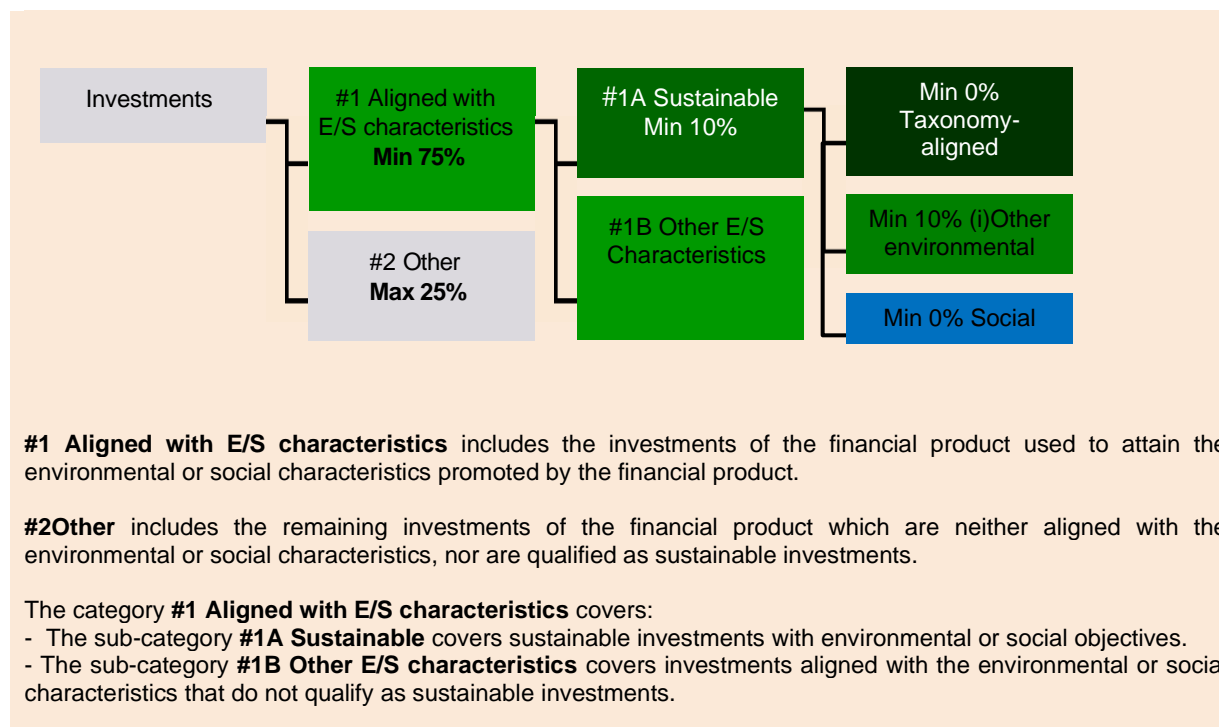 Investments
#1 Aligned with
E/S characteristics
Min 75%
#2 Other
Max 25%
#1A Sustainable
Min 10%
#1B Other E/S
Characteristics
Min 0%
Taxonomy-
aligned
Min 10% (i)Other
environmental
Min 0% Social
#1 Aligned with E/S characteristics includes the investments of the financial product used to attain the
environmental or social characteristics promoted by the financial product.
#2Other includes the remaining investments of the financial product which are neither aligned with the
environmental or social characteristics, nor are qualified as sustainable investments.
The category #1 Aligned with E/S characteristics covers:
- The sub-category #1A Sustainable covers sustainable investments with environmental or social objectives.
- The sub-category #1B Other E/S characteristics covers investments aligned with the environmental or social
characteristics that do not qualify as sustainable investments.